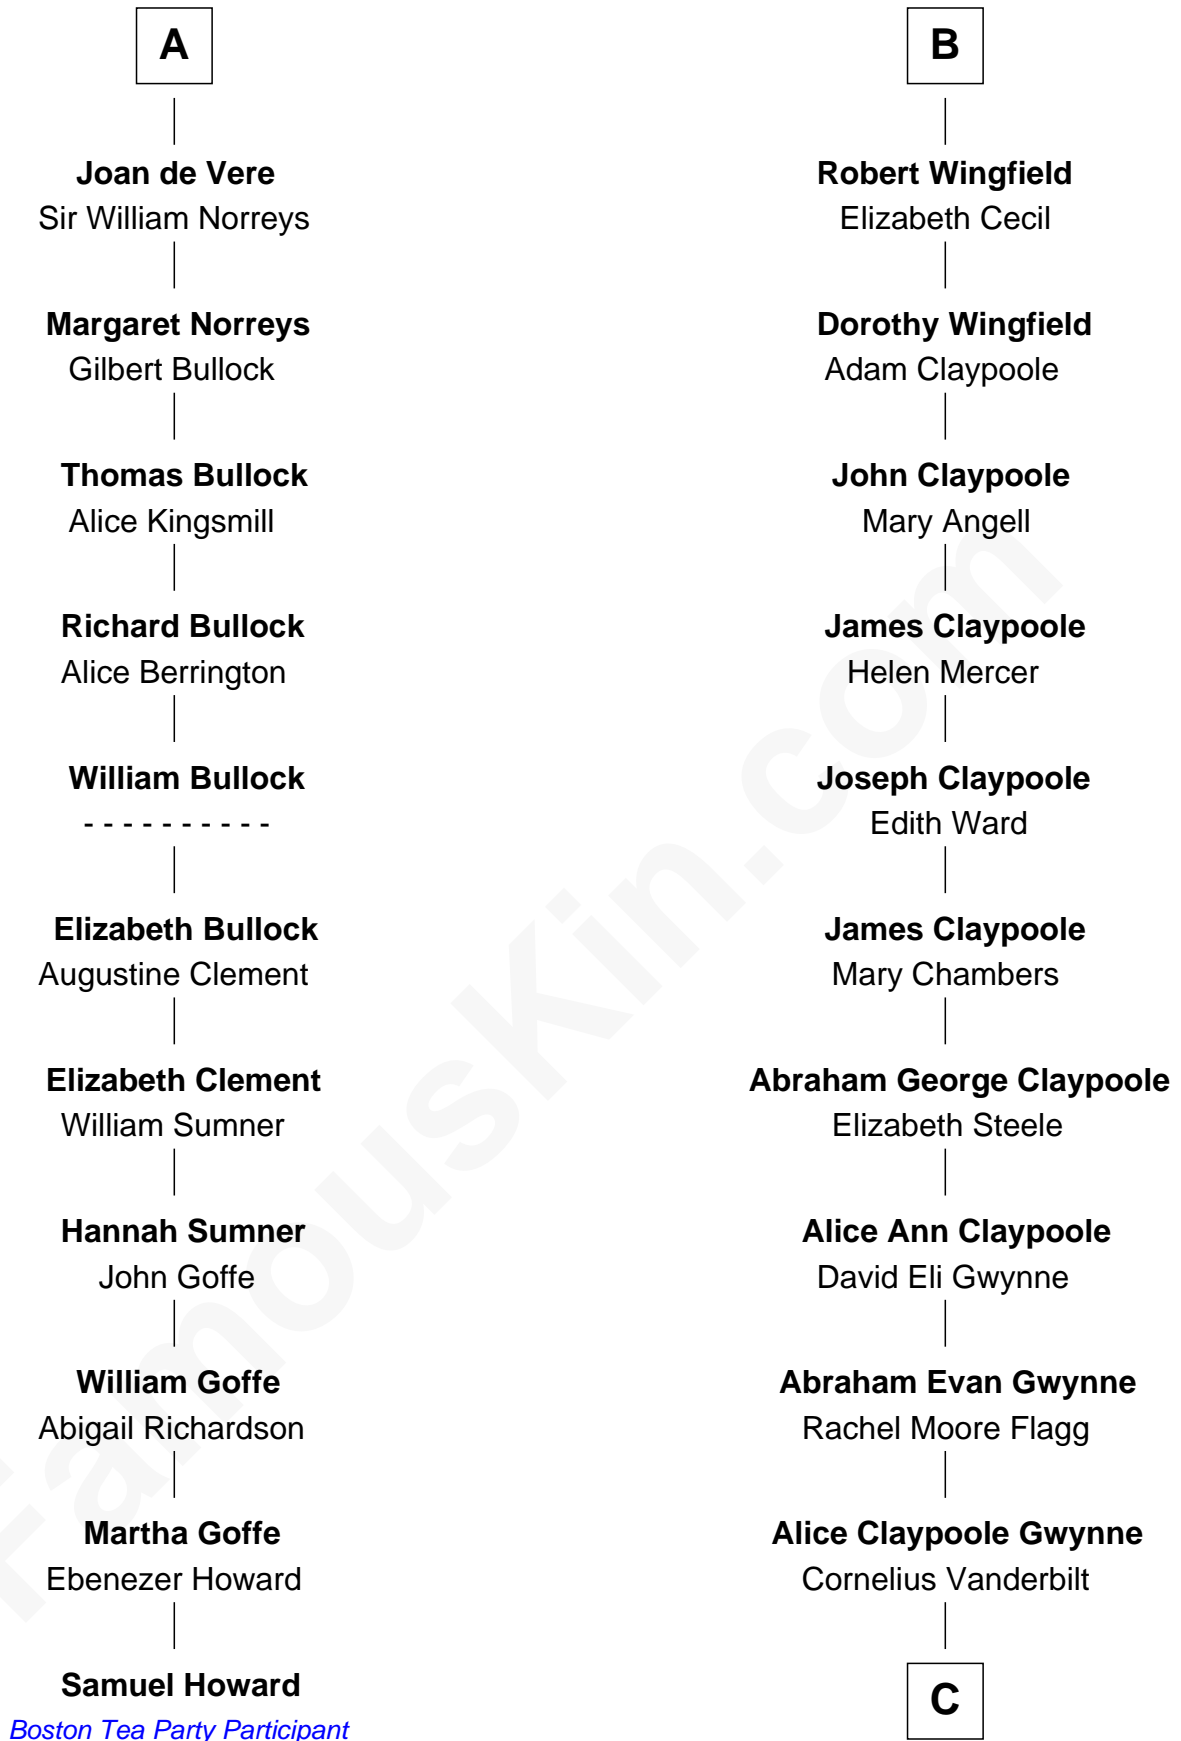 A
Joan de Vere
Sir William Norreys
Margaret Norreys
Gilbert Bullock
Thomas Bullock
Alice Kingsmill
Richard Bullock
Alice Berrington
William Bullock
- - - - - - - - - -
Elizabeth Bullock
Augustine Clement
Elizabeth Clement
William Sumner
Hannah Sumner
John Goffe
William Goffe
Abigail Richardson
Martha Goffe
Ebenezer Howard
Samuel Howard
Boston Tea Party Participant
B
Robert Wingfield
Elizabeth Cecil
Dorothy Wingfield
Adam Claypoole
John Claypoole
Mary Angell
James Claypoole
Helen Mercer
Joseph Claypoole
Edith Ward
James Claypoole
Mary Chambers
Abraham George Claypoole
Elizabeth Steele
Alice Ann Claypoole
David Eli Gwynne
Abraham Evan Gwynne
Rachel Moore Flagg
Alice Claypoole Gwynne
Cornelius Vanderbilt
C
FamousKin.com